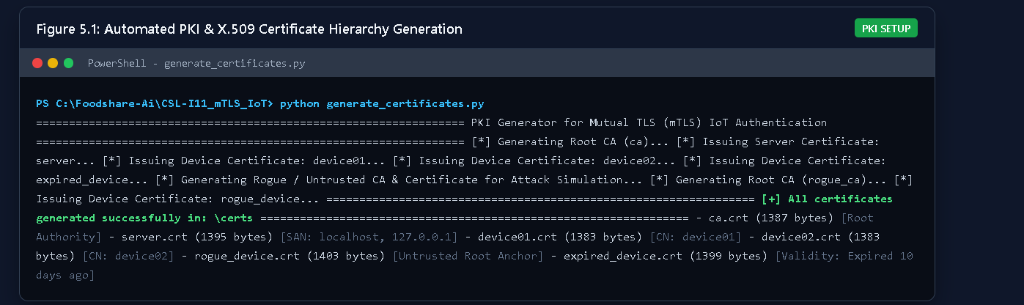 Figure 5.1: Automated PKI & X.509 Certificate Hierarchy Generation
PKI SETUP
PowerShell - generate_certificates.py
PS C:\Foodshare-Ai\CSL-I11_mTLS_IoT> python generate_certificates.py
================================================================= PKI Generator for Mutual TLS (mTLS) IoT Authentication
================================================================= [*] Generating Root CA (ca)... [*] Issuing Server Certificate:
server... [*] Issuing Device Certificate: device01... [*] Issuing Device Certificate: device02... [*] Issuing Device Certificate:
expired_device... [*] Generating Rogue / Untrusted CA & Certificate for Attack Simulation... [*] Generating Root CA (rogue_ca)... [*]
Issuing Device Certificate: rogue_device... ================================================================= [+] All certificates
generated successfully in: \certs ================================================================= - ca.crt (1387 bytes) [Root
Authority] - server.crt (1395 bytes) [SAN: localhost, 127.0.0.1] - device01.crt (1383 bytes) [CN: device01] - device02.crt (1383
bytes) [CN: device02] - rogue_device.crt (1403 bytes) [Untrusted Root Anchor] - expired_device.crt (1399 bytes) [Validity: Expired 10
days ago]